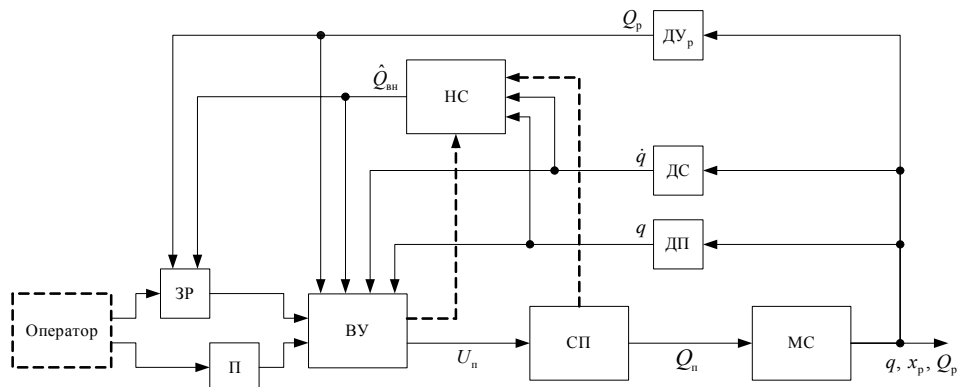 Q_р ДУ_р
Q̂_вн НС
q̇ ДС
q ДП
Оператор ЗР ВУ СП МС
П U_п Q_п q, x_р, Q_р